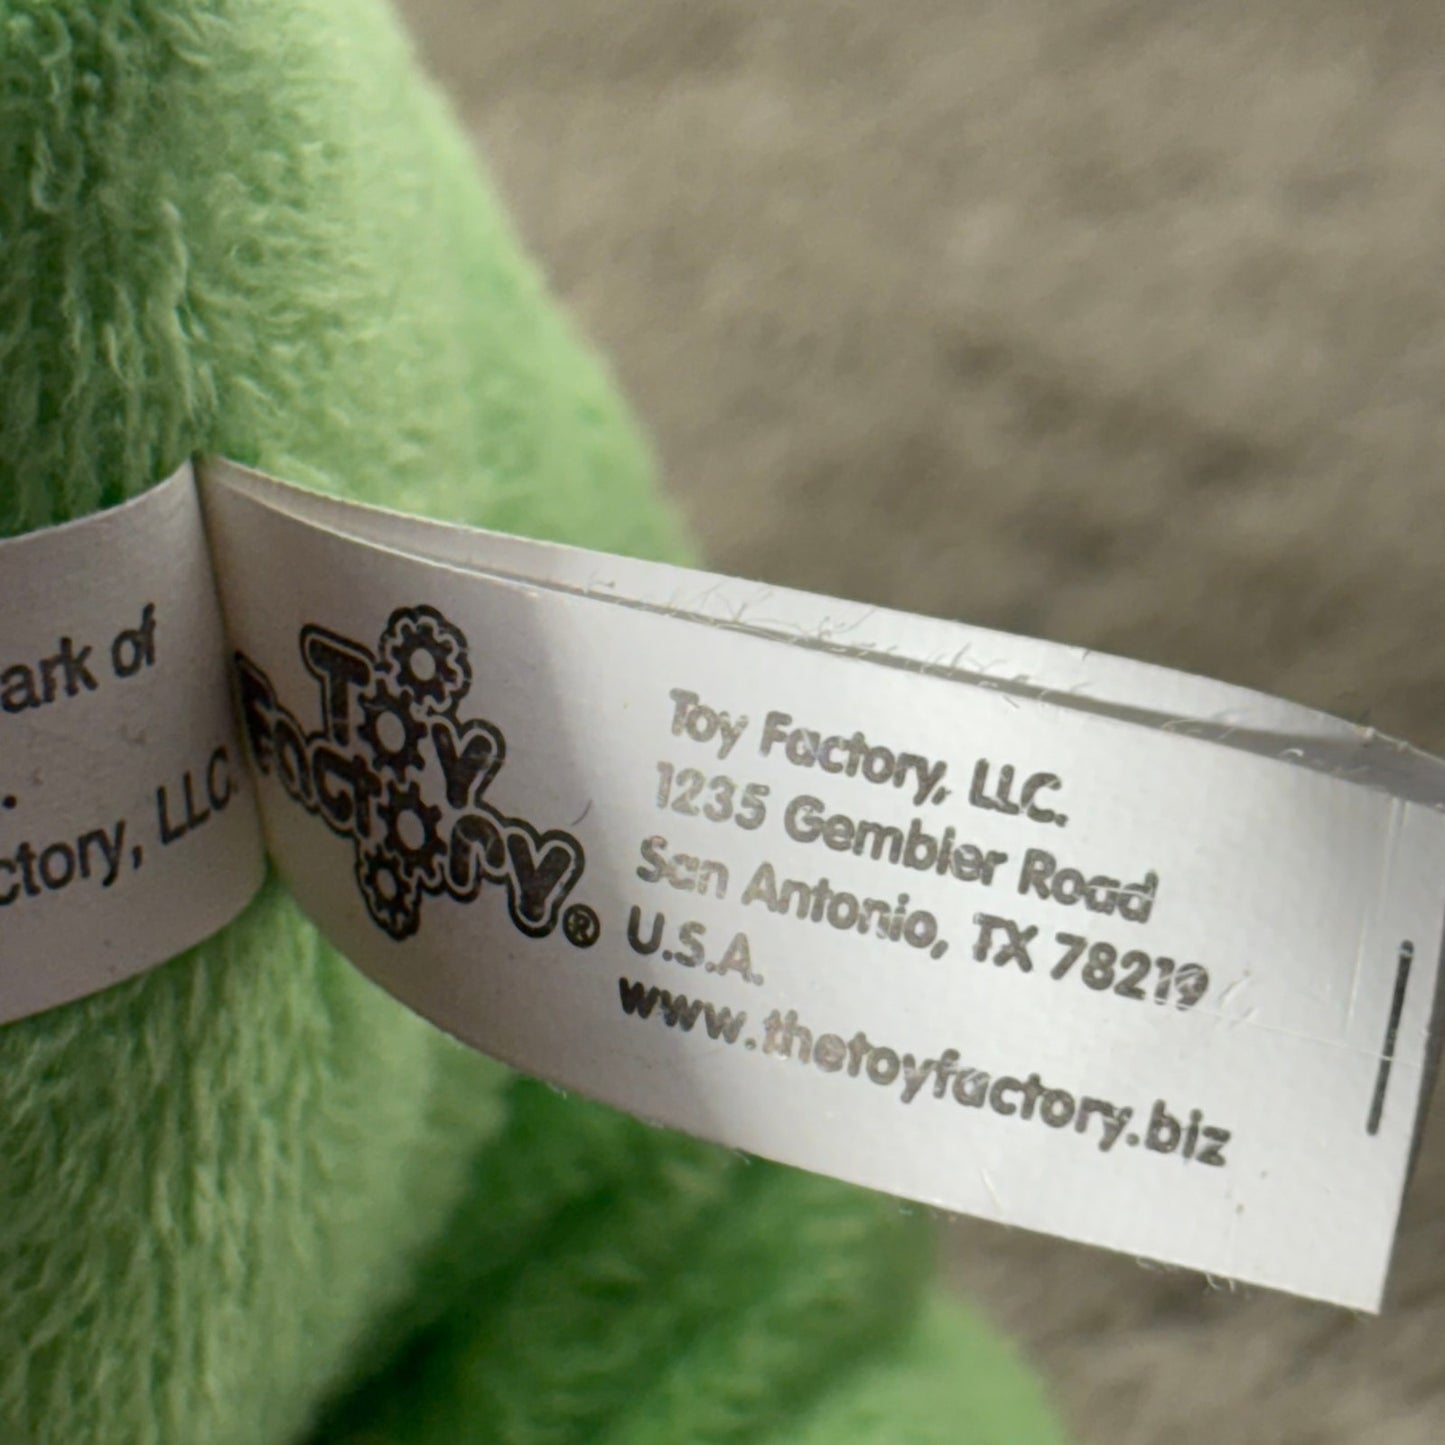 ark of
.
ctory, LLC.
Toy
Factory®
Toy Factory, LLC.
1235 Gembler Road
San Antonio, TX 78219
U.S.A.
www.thetoyfactory.biz